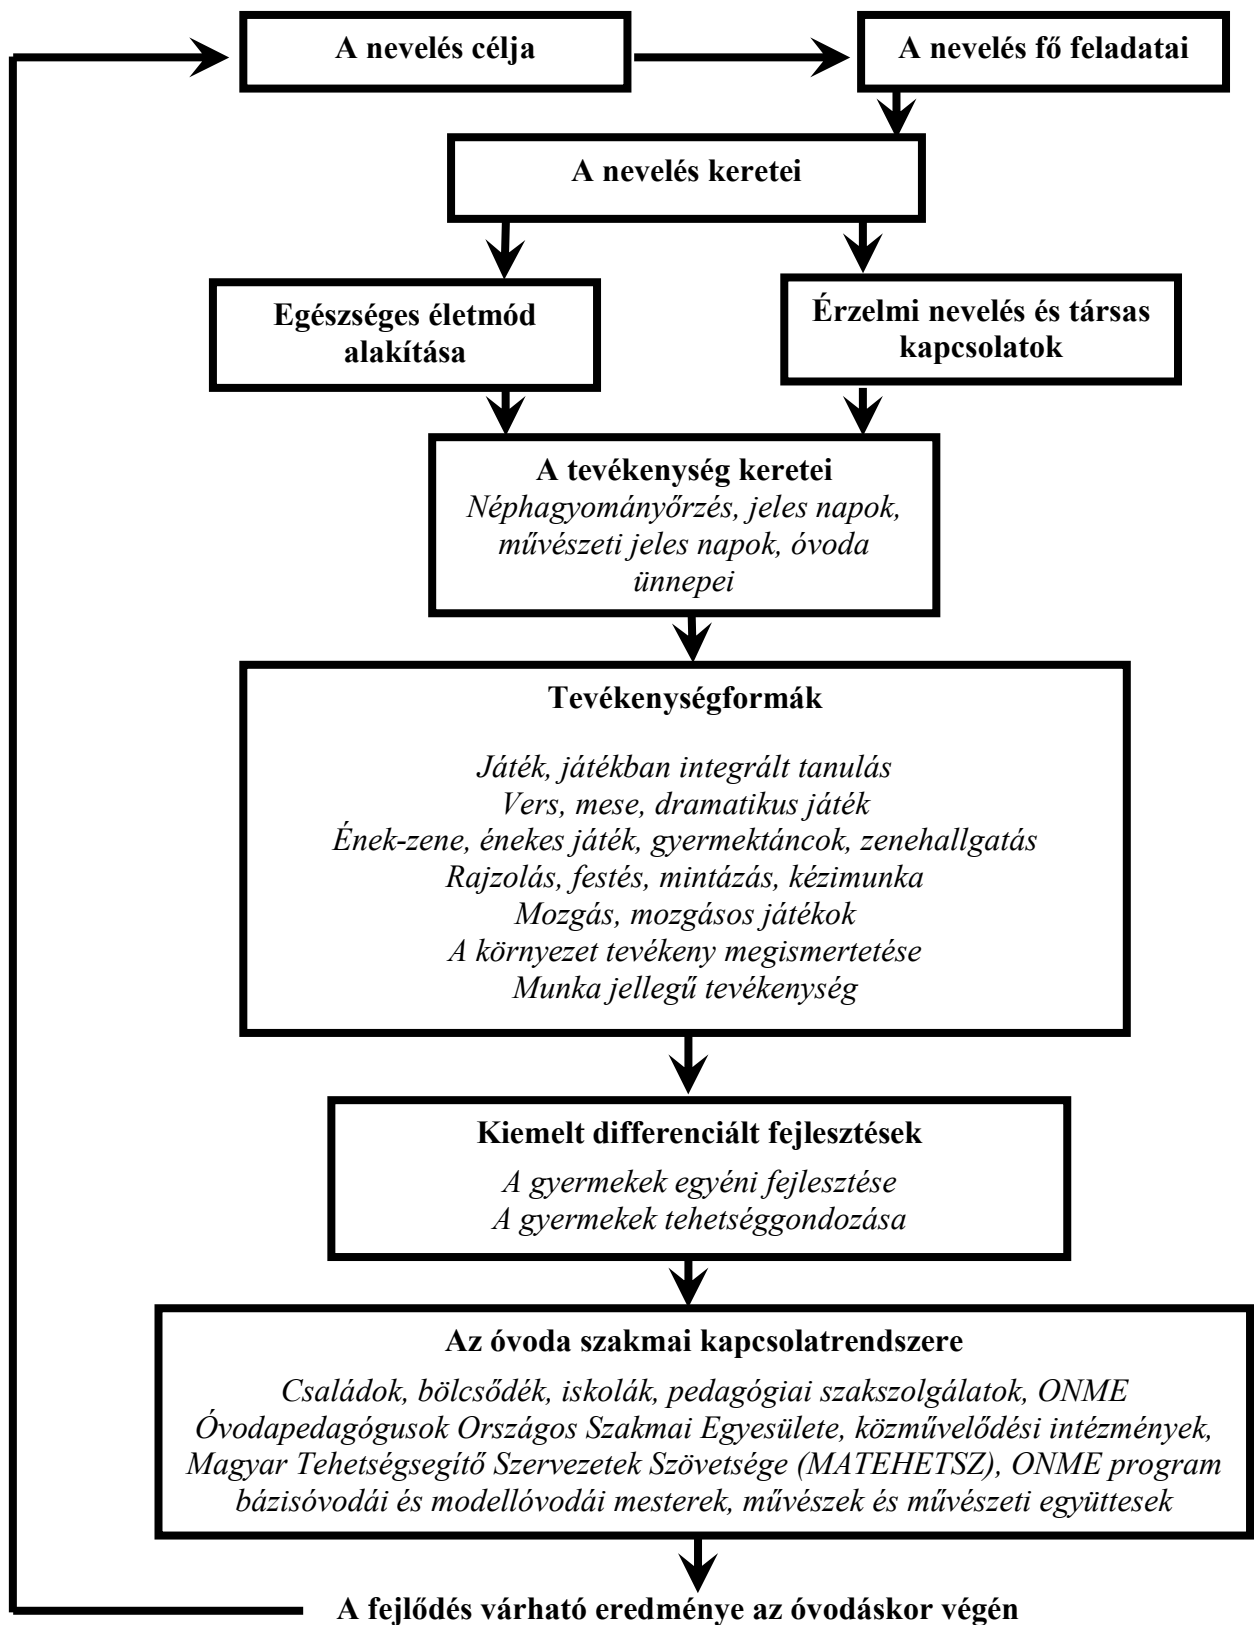 A nevelés célja
A nevelés fő feladatai
A nevelés keretei
Egészséges életmód
alakítása
Érzelmi nevelés és társas
kapcsolatok
A tevékenység keretei
Néphagyományőrzés, jeles napok,
művészeti jeles napok, óvoda
ünnepei
Tevékenységformák
Játék, játékban integrált tanulás
Vers, mese, dramatikus játék
Ének-zene, énekes játék, gyermektáncok, zenehallgatás
Rajzolás, festés, mintázás, kézimunka
Mozgás, mozgásos játékok
A környezet tevékeny megismertetése
Munka jellegű tevékenység
Kiemelt differenciált fejlesztések
A gyermekek egyéni fejlesztése
A gyermekek tehetséggondozása
Az óvoda szakmai kapcsolatrendszere
Családok, bölcsődék, iskolák, pedagógiai szakszolgálatok, ONME
Óvodapedagógusok Országos Szakmai Egyesülete, közművelődési intézmények,
Magyar Tehetségsegítő Szervezetek Szövetsége (MATEHETSZ), ONME program
bázisóvodái és modellóvodái mesterek, művészek és művészeti együttesek
A fejlődés várható eredménye az óvodáskor végén